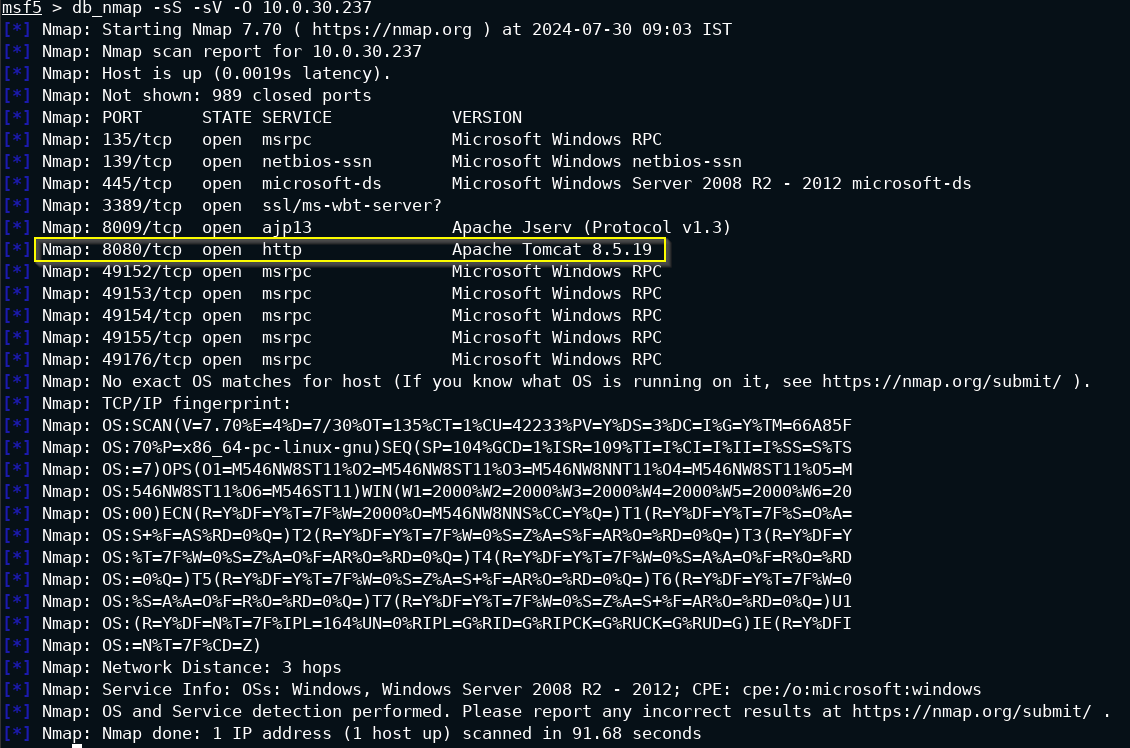 msf5 > db_nmap -sS -sV -O 10.0.30.237
[*] Nmap: Starting Nmap 7.70 ( https://nmap.org ) at 2024-07-30 09:03 IST
[*] Nmap: Nmap scan report for 10.0.30.237
[*] Nmap: Host is up (0.0019s latency).
[*] Nmap: Not shown: 989 closed ports
[*] Nmap: PORT      STATE SERVICE            VERSION
[*] Nmap: 135/tcp   open  msrpc              Microsoft Windows RPC
[*] Nmap: 139/tcp   open  netbios-ssn        Microsoft Windows netbios-ssn
[*] Nmap: 445/tcp   open  microsoft-ds       Microsoft Windows Server 2008 R2 - 2012 microsoft-ds
[*] Nmap: 3389/tcp  open  ssl/ms-wbt-server?
[*] Nmap: 8009/tcp  open  ajp13              Apache Jserv (Protocol v1.3)
[*] Nmap: 8080/tcp  open  http               Apache Tomcat 8.5.19
[*] Nmap: 49152/tcp open  msrpc              Microsoft Windows RPC
[*] Nmap: 49153/tcp open  msrpc              Microsoft Windows RPC
[*] Nmap: 49154/tcp open  msrpc              Microsoft Windows RPC
[*] Nmap: 49155/tcp open  msrpc              Microsoft Windows RPC
[*] Nmap: 49176/tcp open  msrpc              Microsoft Windows RPC
[*] Nmap: No exact OS matches for host (If you know what OS is running on it, see https://nmap.org/submit/ ).
[*] Nmap: TCP/IP fingerprint:
[*] Nmap: OS:SCAN(V=7.70%E=4%D=7/30%OT=135%CT=1%CU=42233%PV=Y%DS=3%DC=I%G=Y%TM=66A85F
[*] Nmap: OS:70%P=x86_64-pc-linux-gnu)SEQ(SP=104%GCD=1%ISR=109%TI=I%CI=I%II=I%SS=S%TS
[*] Nmap: OS:=7)OPS(O1=M546NW8ST11%O2=M546NW8ST11%O3=M546NW8NNT11%O4=M546NW8ST11%O5=M
[*] Nmap: OS:546NW8ST11%O6=M546ST11)WIN(W1=2000%W2=2000%W3=2000%W4=2000%W5=2000%W6=20
[*] Nmap: OS:00)ECN(R=Y%DF=Y%T=7F%W=2000%O=M546NW8NNS%CC=Y%Q=)T1(R=Y%DF=Y%T=7F%S=O%A=
[*] Nmap: OS:S+%F=AS%RD=0%Q=)T2(R=Y%DF=Y%T=7F%W=0%S=Z%A=S%F=AR%O=%RD=0%Q=)T3(R=Y%DF=Y
[*] Nmap: OS:%T=7F%W=0%S=Z%A=O%F=AR%O=%RD=0%Q=)T4(R=Y%DF=Y%T=7F%W=0%S=A%A=O%F=R%O=%RD
[*] Nmap: OS:=0%Q=)T5(R=Y%DF=Y%T=7F%W=0%S=Z%A=S+%F=AR%O=%RD=0%Q=)T6(R=Y%DF=Y%T=7F%W=0
[*] Nmap: OS:%S=A%A=O%F=R%O=%RD=0%Q=)T7(R=Y%DF=Y%T=7F%W=0%S=Z%A=S+%F=AR%O=%RD=0%Q=)U1
[*] Nmap: OS:(R=Y%DF=N%T=7F%IPL=164%UN=0%RIPL=G%RID=G%RIPCK=G%RUCK=G%RUD=G)IE(R=Y%DFI
[*] Nmap: OS:=N%T=7F%CD=Z)
[*] Nmap: Network Distance: 3 hops
[*] Nmap: Service Info: OSs: Windows, Windows Server 2008 R2 - 2012; CPE: cpe:/o:microsoft:windows
[*] Nmap: OS and Service detection performed. Please report any incorrect results at https://nmap.org/submit/ .
[*] Nmap: Nmap done: 1 IP address (1 host up) scanned in 91.68 seconds